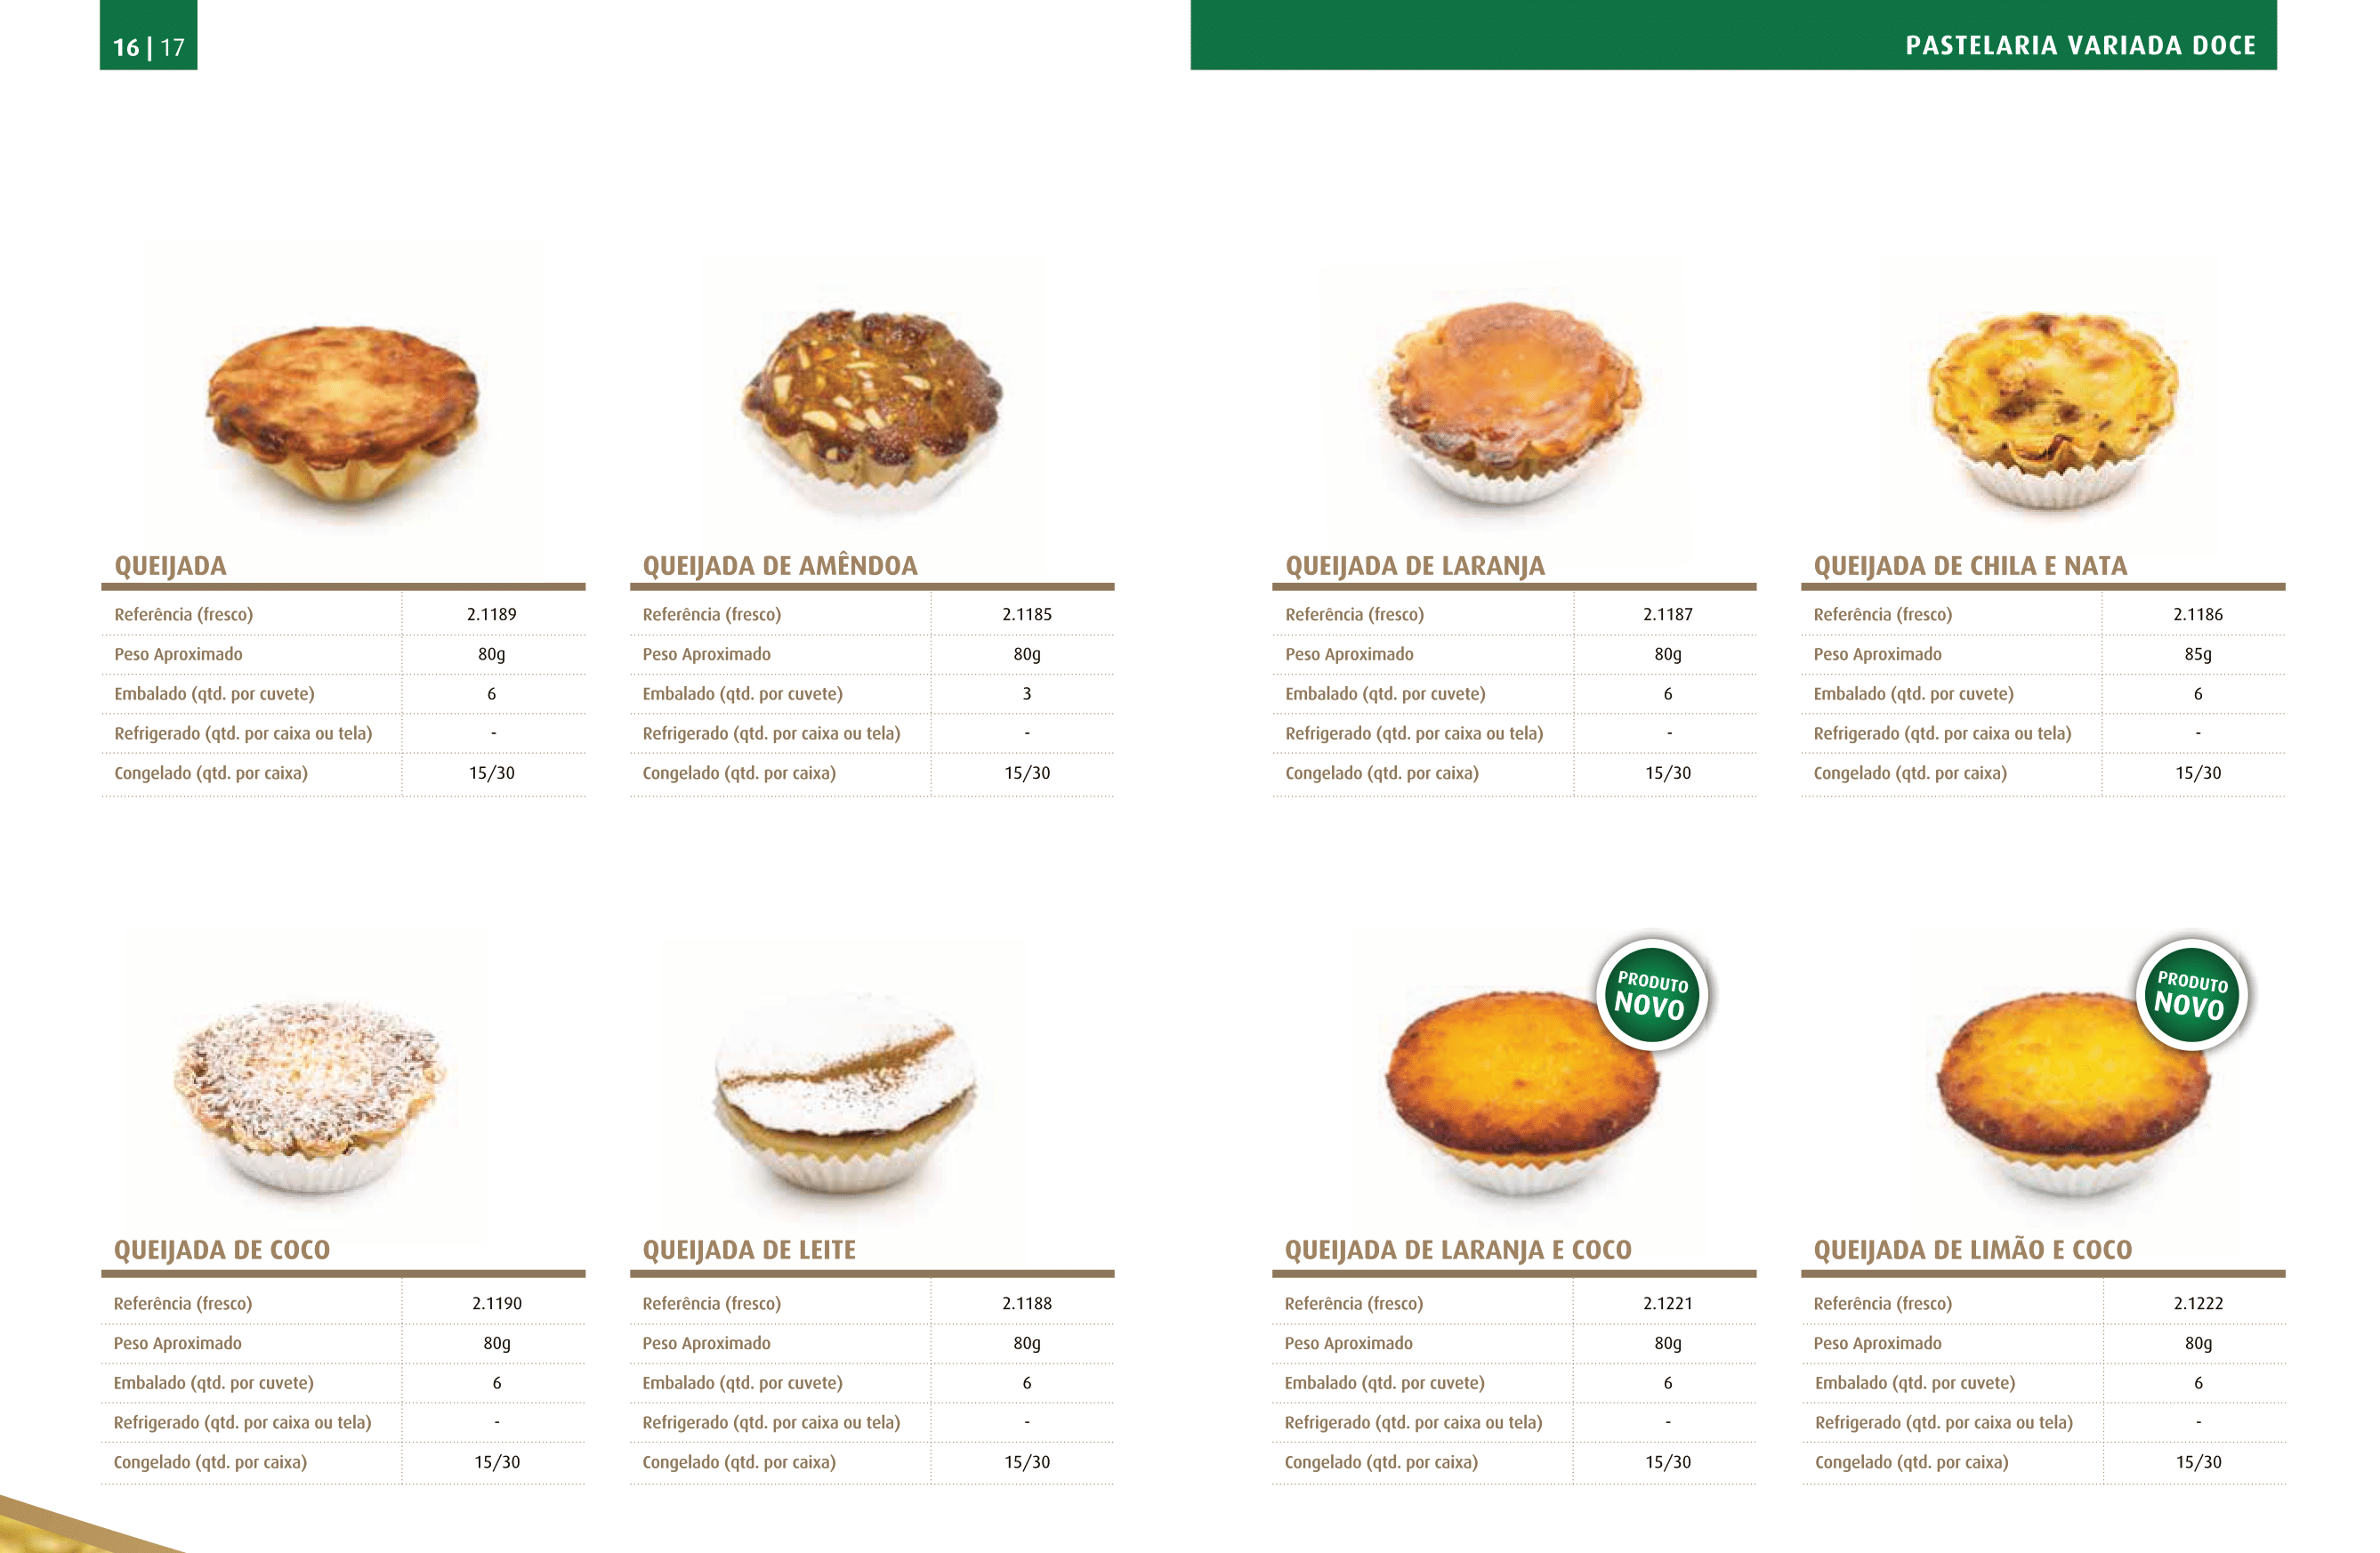 16 | 17
PASTELARIA VARIADA DOCE
QUEIJADA
Referência (fresco) 2.1189
Peso Aproximado 80g
Embalado (qtd. por cuvete) 6
Refrigerado (qtd. por caixa ou tela) -
Congelado (qtd. por caixa) 15/30
QUEIJADA DE AMÊNDOA
Referência (fresco) 2.1185
Peso Aproximado 80g
Embalado (qtd. por cuvete) 3
Refrigerado (qtd. por caixa ou tela) -
Congelado (qtd. por caixa) 15/30
QUEIJADA DE LARANJA
Referência (fresco) 2.1187
Peso Aproximado 80g
Embalado (qtd. por cuvete) 6
Refrigerado (qtd. por caixa ou tela) -
Congelado (qtd. por caixa) 15/30
QUEIJADA DE CHILA E NATA
Referência (fresco) 2.1186
Peso Aproximado 85g
Embalado (qtd. por cuvete) 6
Refrigerado (qtd. por caixa ou tela) -
Congelado (qtd. por caixa) 15/30
QUEIJADA DE COCO
Referência (fresco) 2.1190
Peso Aproximado 80g
Embalado (qtd. por cuvete) 6
Refrigerado (qtd. por caixa ou tela) -
Congelado (qtd. por caixa) 15/30
QUEIJADA DE LEITE
Referência (fresco) 2.1188
Peso Aproximado 80g
Embalado (qtd. por cuvete) 6
Refrigerado (qtd. por caixa ou tela) -
Congelado (qtd. por caixa) 15/30
PRODUTO
NOVO
QUEIJADA DE LARANJA E COCO
Referência (fresco) 2.1221
Peso Aproximado 80g
Embalado (qtd. por cuvete) 6
Refrigerado (qtd. por caixa ou tela) -
Congelado (qtd. por caixa) 15/30
PRODUTO
NOVO
QUEIJADA DE LIMÃO E COCO
Referência (fresco) 2.1222
Peso Aproximado 80g
Embalado (qtd. por cuvete) 6
Refrigerado (qtd. por caixa ou tela) -
Congelado (qtd. por caixa) 15/30